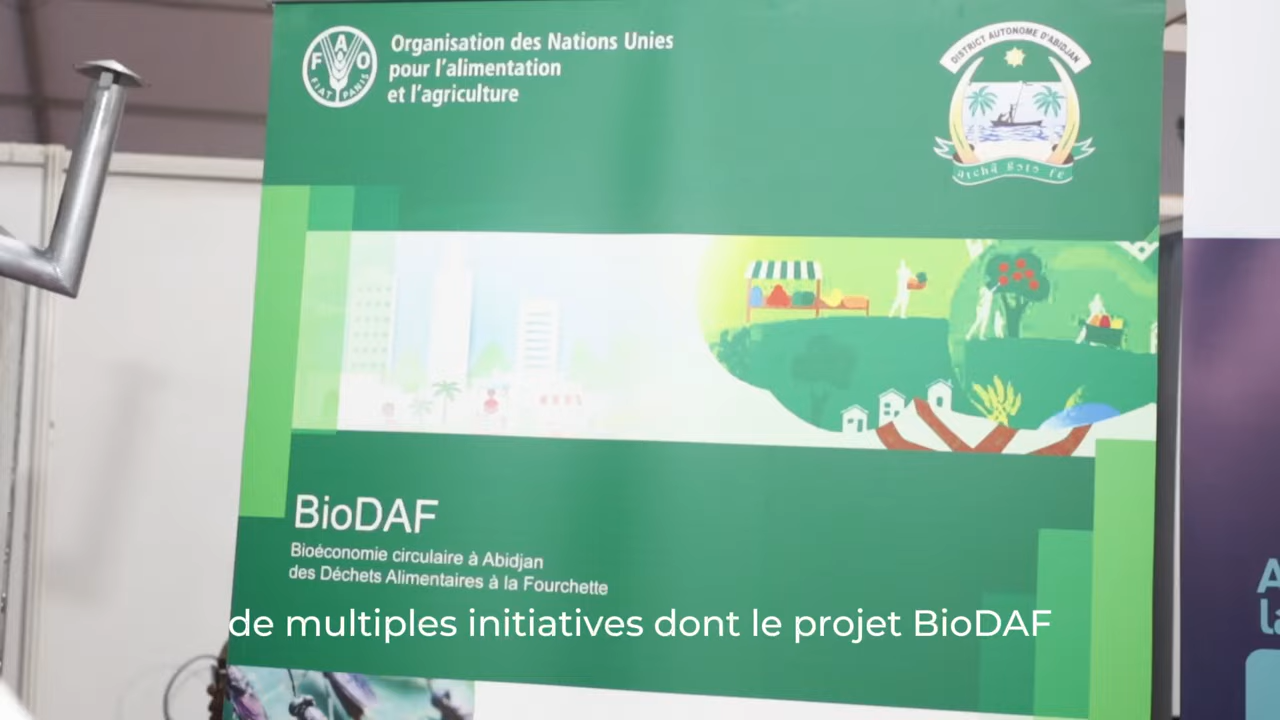 FAO
FIAT PANIS
Organisation des Nations Unies
pour l'alimentation
et l'agriculture
DISTRICT AUTONOME D'ABIDJAN
BioDAF
Bioéconomie circulaire à Abidjan
des Déchets Alimentaires à la Fourchette
de multiples initiatives dont le projet BioDAF